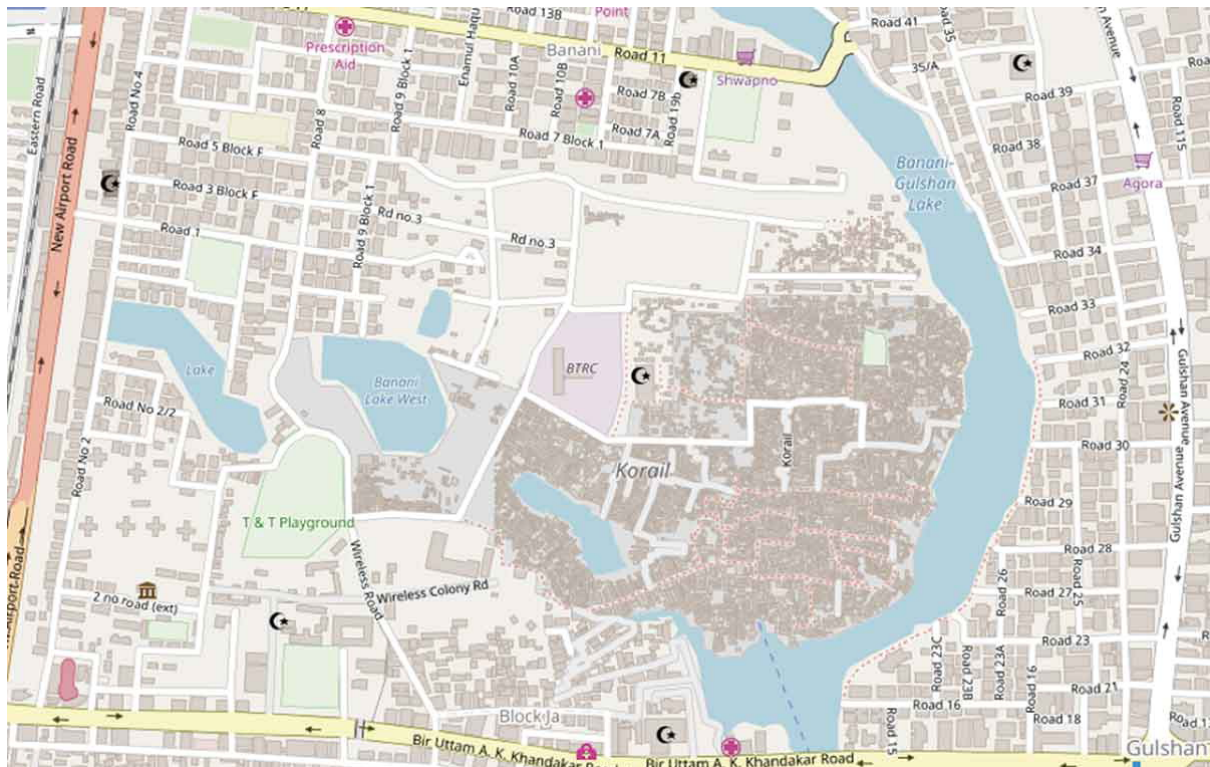 Road 13B
Point
Road 41
Prescription
Aid
Banani
Road 11
Shwapno
35/A
Road 35
Road 39
Eastern Road
New Airport Road
Road No 4
Road 8
Road 9 Block 1
Enamul Haqu
Road 10A
Road 10B
Road 7B
Road 7A
Road 19b
Road 7 Block 1
Road 5 Block F
Road 3 Block F
Rd no.3
Rd no.3
Road 1
Road 9 Block 1
Banani-
Gulshan
Lake
Road 38
Road 37
Agora
Road 115
Road 34
Road 33
Road 32
Road 31
Road 30
Road 29
Road 28
Road 27
Road 23
Road 21
Road 18
Road 16
Road 24
Road 25
Road 26
Road 23C
Road 23B
Road 23A
Road 16
Road 15
Gulshan Avenue
Gulshan Avenue
Lake
Banani
Lake West
BTRC
Korail
Korail
Road No 2/2
Road No 2
T & T Playground
Wireless Road
Wireless Colony Rd
2 no road (ext)
Airport Road
Block Ja
Bir Uttam A. K. Khandakar Road
Bir Uttam A. K. Khandakar Road
Gulshan